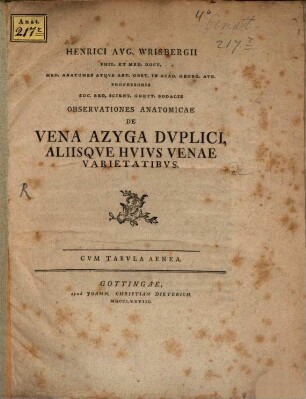 Anat.
217 z
4° Anat.
217 z
HENRICI AVG. WRISBERGII
PHIL. ET MED. DOCT.
MED. ANATOMES ATQVE ART. OBST. IN ACAD. GEORG. AVG.
PROFESSORIS
SOC. REG. SCIENT. GOETT. SODALIS
OBSERVATIONES ANATOMICAE
DE
VENA AZYGA DVPLICI,
ALIISQVE HVIVS VENAE
VARIETATIBVS.
R
CVM TABVLA AENEA.
GOTTINGAE,
apud JOANN. CHRISTIAN DIETERICH
MDCCLXXVIII.